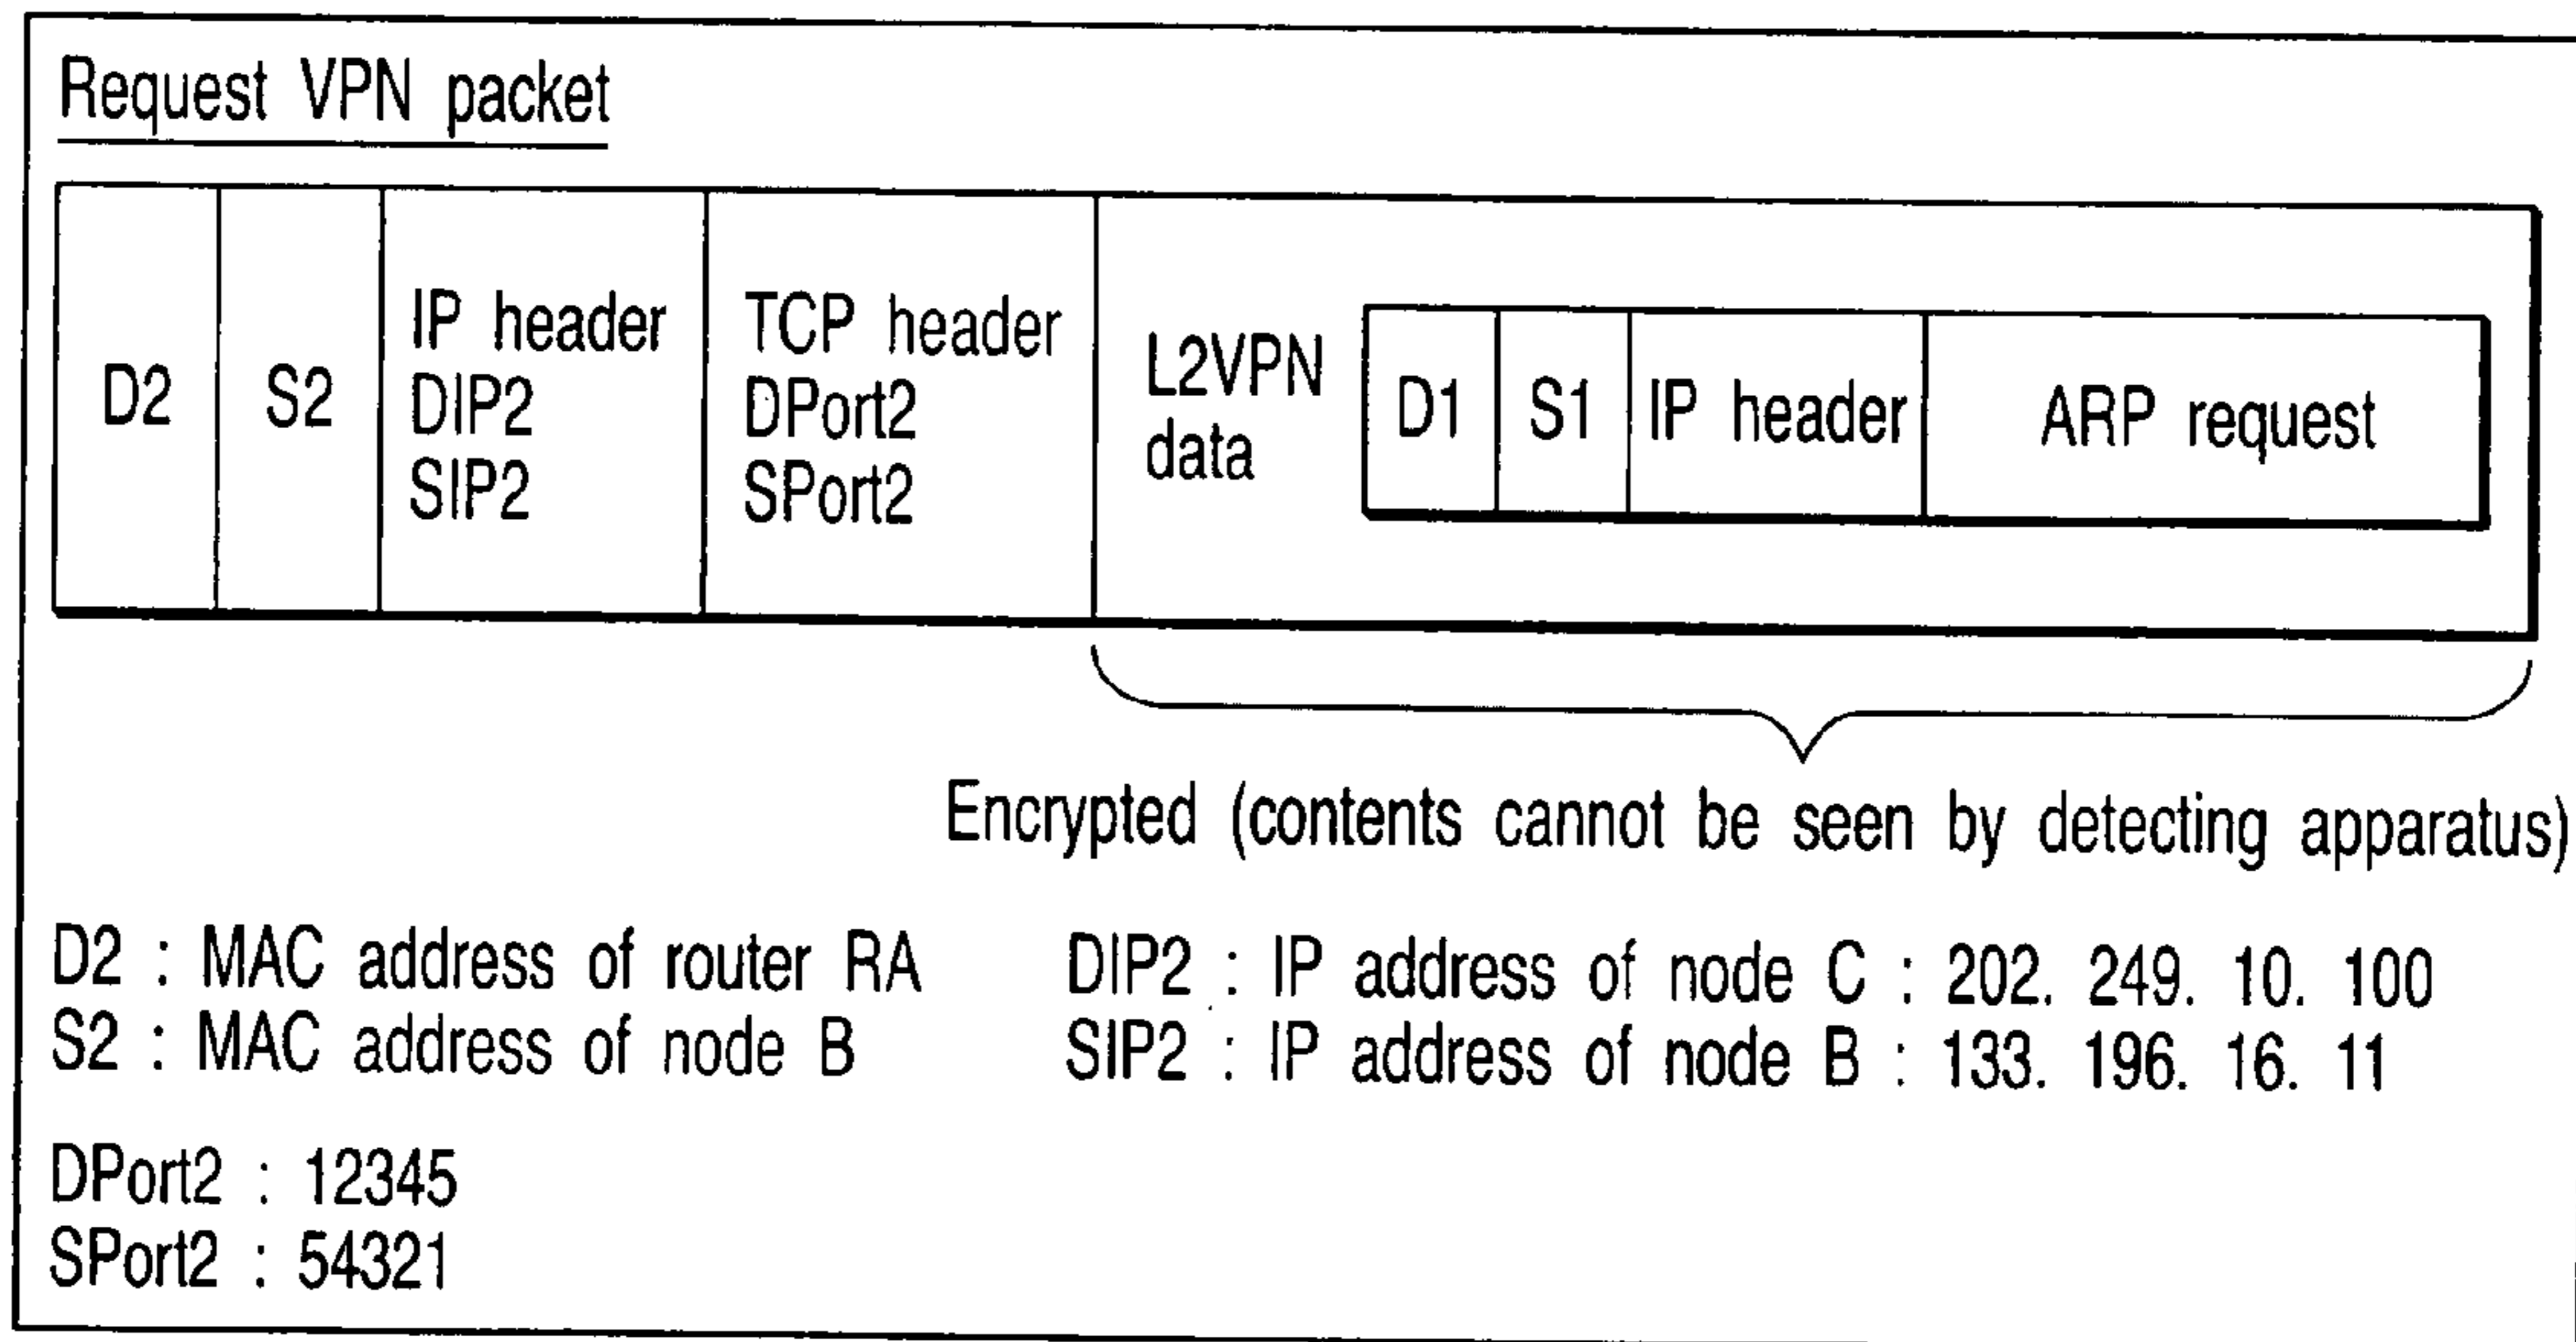 Request VPN packet
D2
S2
IP header
DIP2
SIP2
TCP header
DPort2
SPort2
L2VPN
data
D1
S1
IP header
ARP request
Encrypted (contents cannot be seen by detecting apparatus)
D2 : MAC address of router RA
S2 : MAC address of node B
DIP2 : IP address of node C : 202. 249. 10. 100
SIP2 : IP address of node B : 133. 196. 16. 11
DPort2 : 12345
SPort2 : 54321